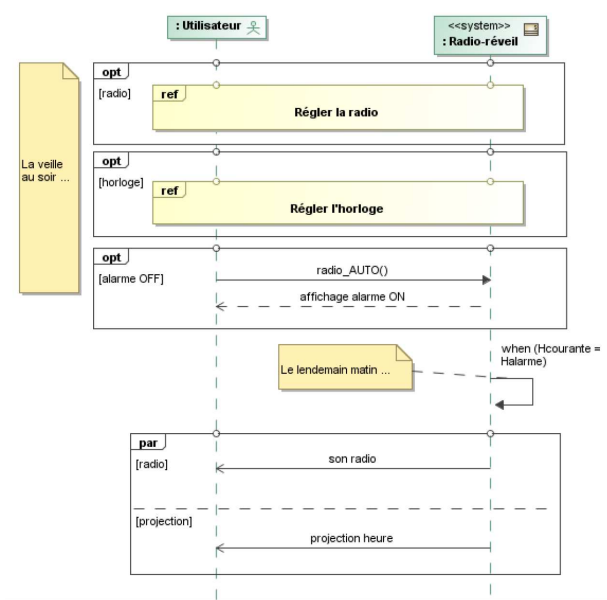 : Utilisateur
<<system>>
: Radio-réveil
opt
[radio]
ref
Régler la radio
La veille
au soir ...
opt
[horloge]
ref
Régler l'horloge
opt
[alarme OFF]
radio_AUTO()
affichage alarme ON
when (Hcourante =
Halarme)
Le lendemain matin ...
par
[radio]
son radio
[projection]
projection heure